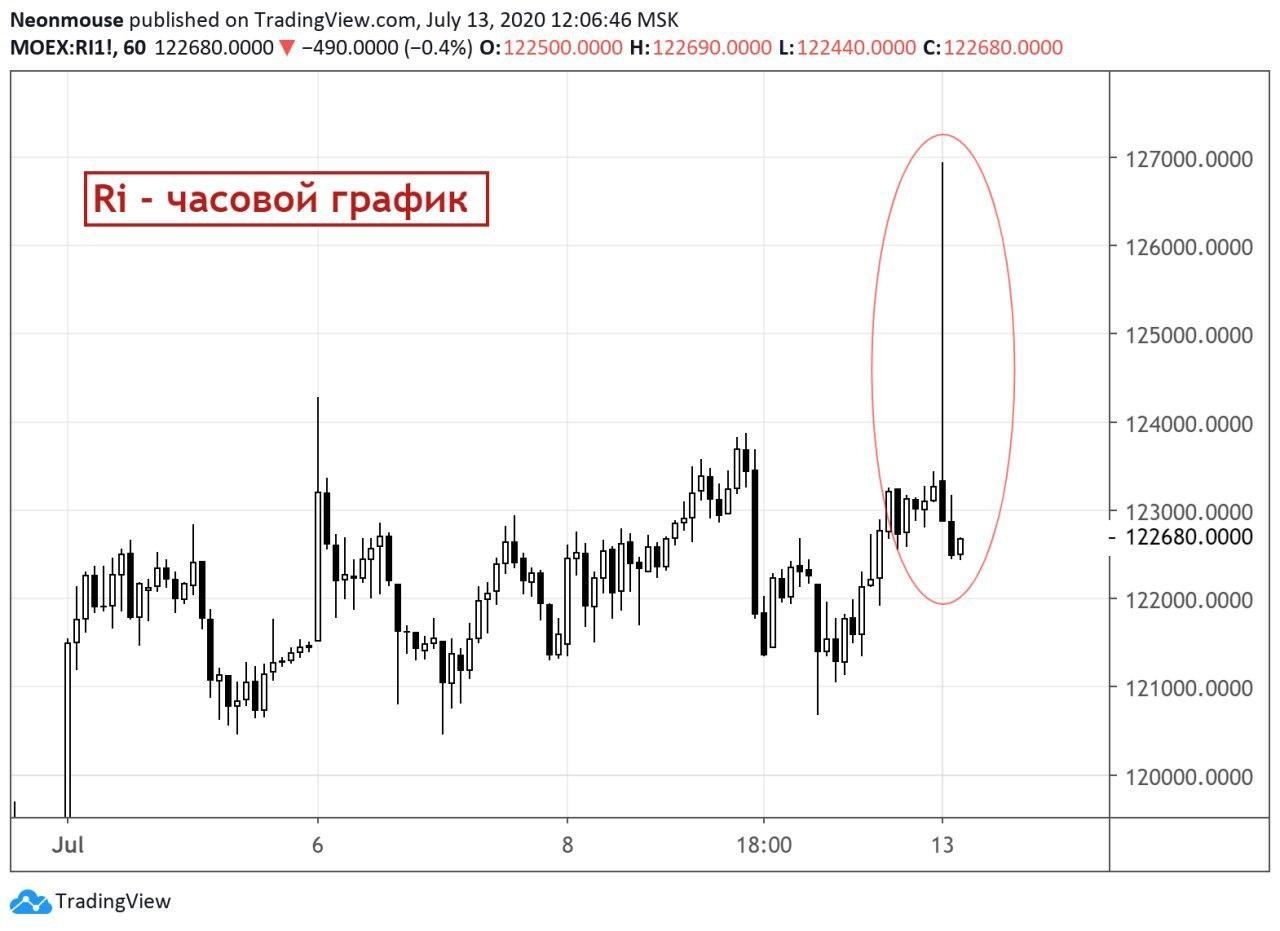 Neonmouse published on TradingView.com, July 13, 2020 12:06:46 MSK
MOEX:RI1!, 60 122680.0000 ▼ −490.0000 (−0.4%) O:122500.0000 H:122690.0000 L:122440.0000 C:122680.0000
Ri - часовой график
127000.0000
126000.0000
125000.0000
124000.0000
123000.0000
122680.0000
122000.0000
121000.0000
120000.0000
Jul 6 8 18:00 13
TradingView